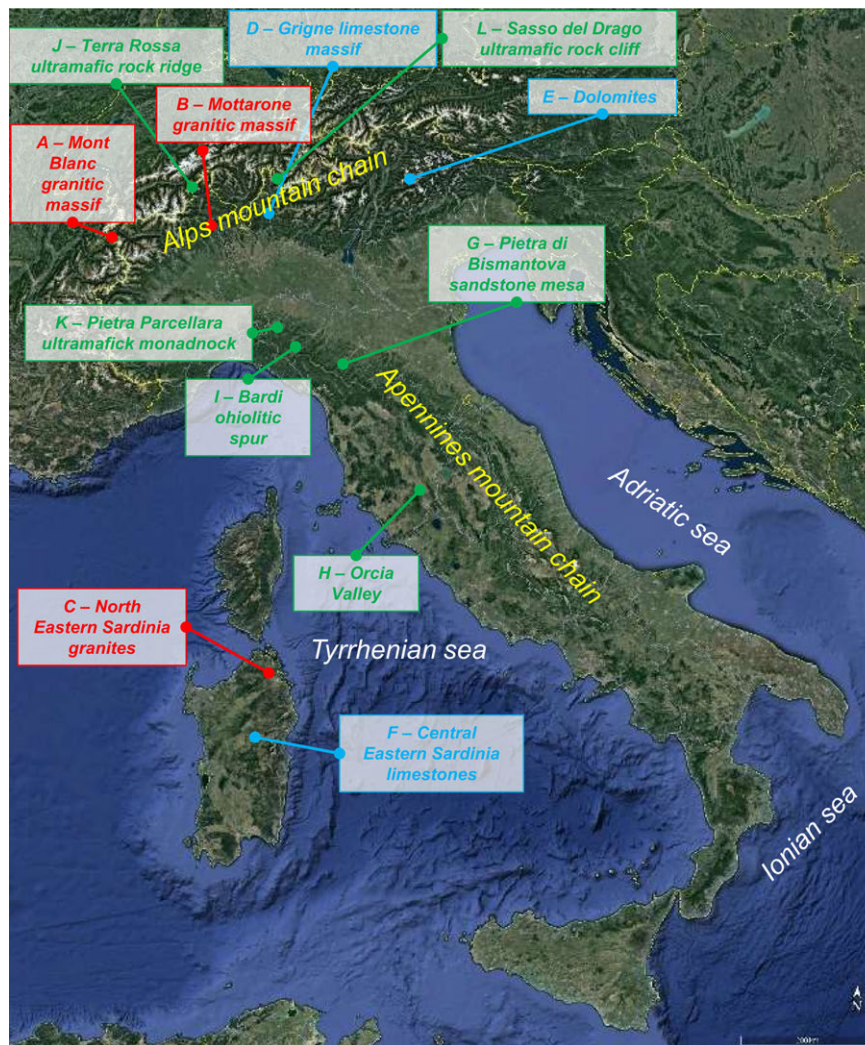 J – Terra Rossa
ultramafic rock ridge
D – Grigne limestone
massif
L – Sasso del Drago
ultramafic rock cliff
B – Mottarone
granitic massif
E – Dolomites
A – Mont
Blanc
granitic
massif
Alps mountain chain
G – Pietra di
Bismantova
sandstone mesa
K – Pietra Parcellara
ultramafick monadnock
I – Bardi
ohiolitic
spur
Apennines mountain chain
Adriatic sea
H – Orcia
Valley
C – North
Eastern Sardinia
granites
Tyrrhenian sea
F – Central
Eastern Sardinia
limestones
Ionian sea
N